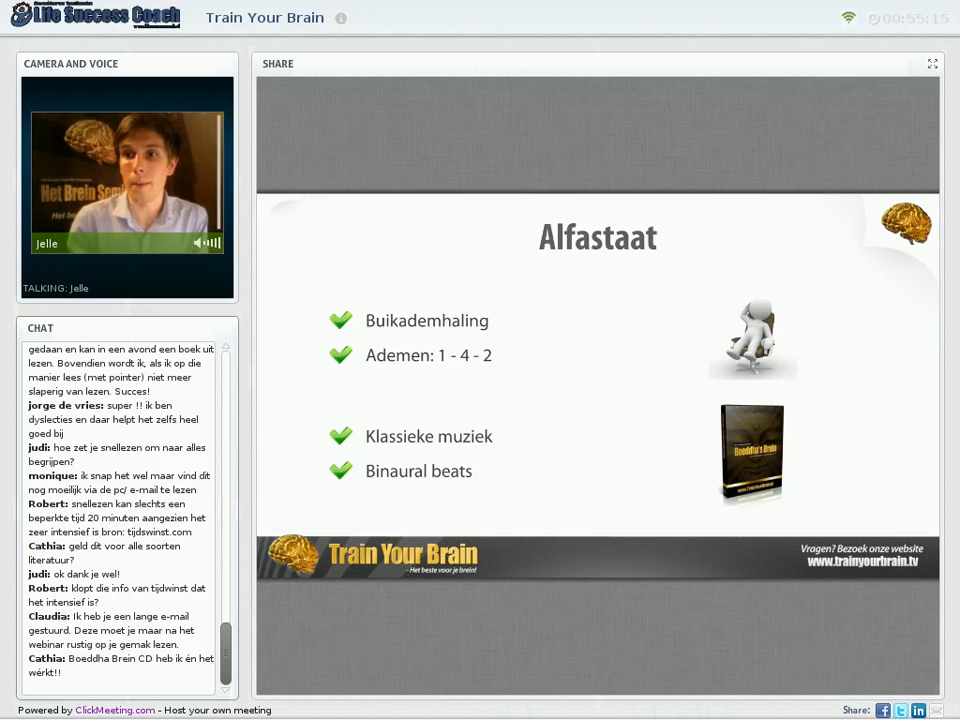 Life Success Coach
Train Your Brain
00:55:15
CAMERA AND VOICE
SHARE
Het Brein Semi
Het be
Jelle
TALKING: Jelle
CHAT
gedaan en kan in een avond een boek uit
lezen. Bovendien wordt ik, als ik op die
manier lees (met pointer) niet meer
slaperig van lezen. Succes!
jorge de vries: super !! ik ben
dyslecties en daar helpt het zelfs heel
goed bij
judi: hoe zet je snellezen om naar alles
begrijpen?
monique: ik snap het wel maar vind dit
nog moeilijk via de pc/ e-mail te lezen
Robert: snellezen kan slechts een
beperkte tijd 20 minuten aangezien het
zeer intensief is bron: tijdswinst.com
Cathia: geld dit voor alle soorten
literatuur?
judi: ok dank je wel!
Robert: klopt die info van tijdwinst dat
het intensief is?
Claudia: Ik heb je een lange e-mail
gestuurd. Deze moet je maar na het
webinar rustig op je gemak lezen.
Cathia: Boeddha Brein CD heb ik én het
wérkt!!
Alfastaat
Buikademhaling
Ademen: 1 - 4 - 2
Klassieke muziek
Binaural beats
Boeddha's Brein
Train Your Brain
- Het beste voor je brein!
Vragen? Bezoek onze website
www.trainyourbrain.tv
Powered by ClickMeeting.com - Host your own meeting
Share: